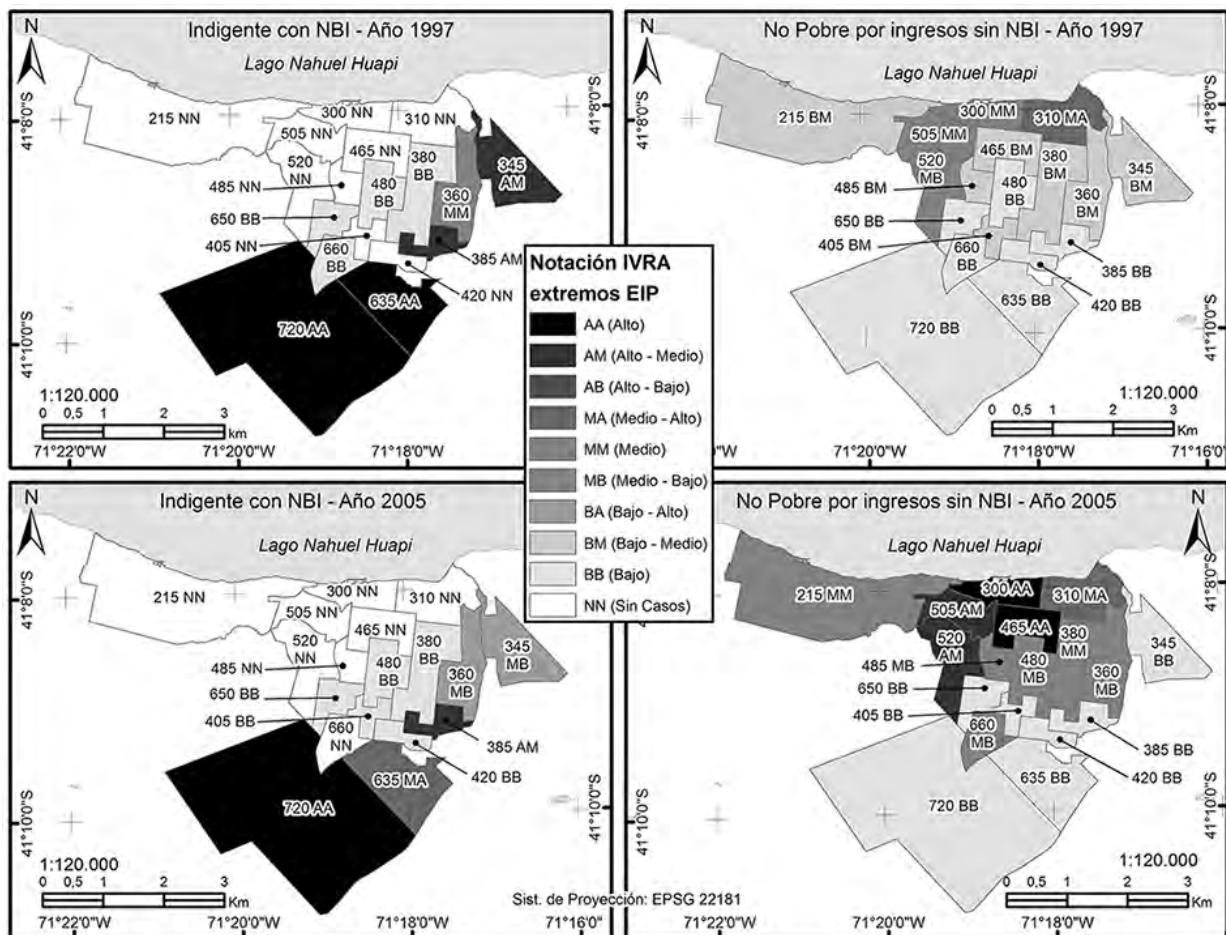 N
Indigente con NBI - Año 1997
Lago Nahuel Huapi
41°8'0"S
41°10'0"S
215 NN
300 NN
310 NN
505 NN
520 NN
465 NN
380 BB
345 AM
485 NN
480 BB
360 MM
650 BB
405 NN
660 BB
385 AM
420 NN
635 AA
720 AA
1:120.000
0 0,5 1 2 3
km
71°22'0"W 71°20'0"W 71°18'0"W
No Pobre por ingresos sin NBI - Año 1997
N
Lago Nahuel Huapi
41°8'0"S
41°10'0"S
215 BM
300 MM
310 MA
505 MM
520 MB
465 BM
380 BM
345 BM
485 BM
480 BB
360 BM
650 BB
405 BM
660 BB
385 BB
420 BB
635 BB
720 BB
1:120.000
0 0,5 1 2 3
Km
71°20'0"W 71°18'0"W 71°16'0"W
Notación IVRA
extremos EIP
AA (Alto)
AM (Alto - Medio)
AB (Alto - Bajo)
MA (Medio - Alto)
MM (Medio)
MB (Medio - Bajo)
BA (Bajo - Alto)
BM (Bajo - Medio)
BB (Bajo)
NN (Sin Casos)
N
Indigente con NBI - Año 2005
Lago Nahuel Huapi
41°8'0"S
41°10'0"S
215 NN
300 NN
310 NN
505 NN
520 NN
465 NN
380 BB
345 MB
485 NN
480 BB
360 MB
650 BB
405 BB
660 NN
385 AM
420 BB
635 MA
720 AA
1:120.000
0 0,5 1 2 3
Km
71°22'0"W 71°20'0"W 71°18'0"W 71°16'0"
No Pobre por ingresos sin NBI - Año 2005
N
Lago Nahuel Huapi
41°8'0"S
41°10'0"S
215 MM
300 AA
310 MA
505 AM
520 AM
465 AA
380 MM
345 BB
485 MB
480 MB
360 MB
650 BB
405 BB
660 MB
385 BB
420 BB
635 BB
720 BB
1:120.000
0 0,5 1 2 3
Km
71°22'0"W 71°20'0"W 71°18'0"W
Sist. de Proyección: EPSG 22181